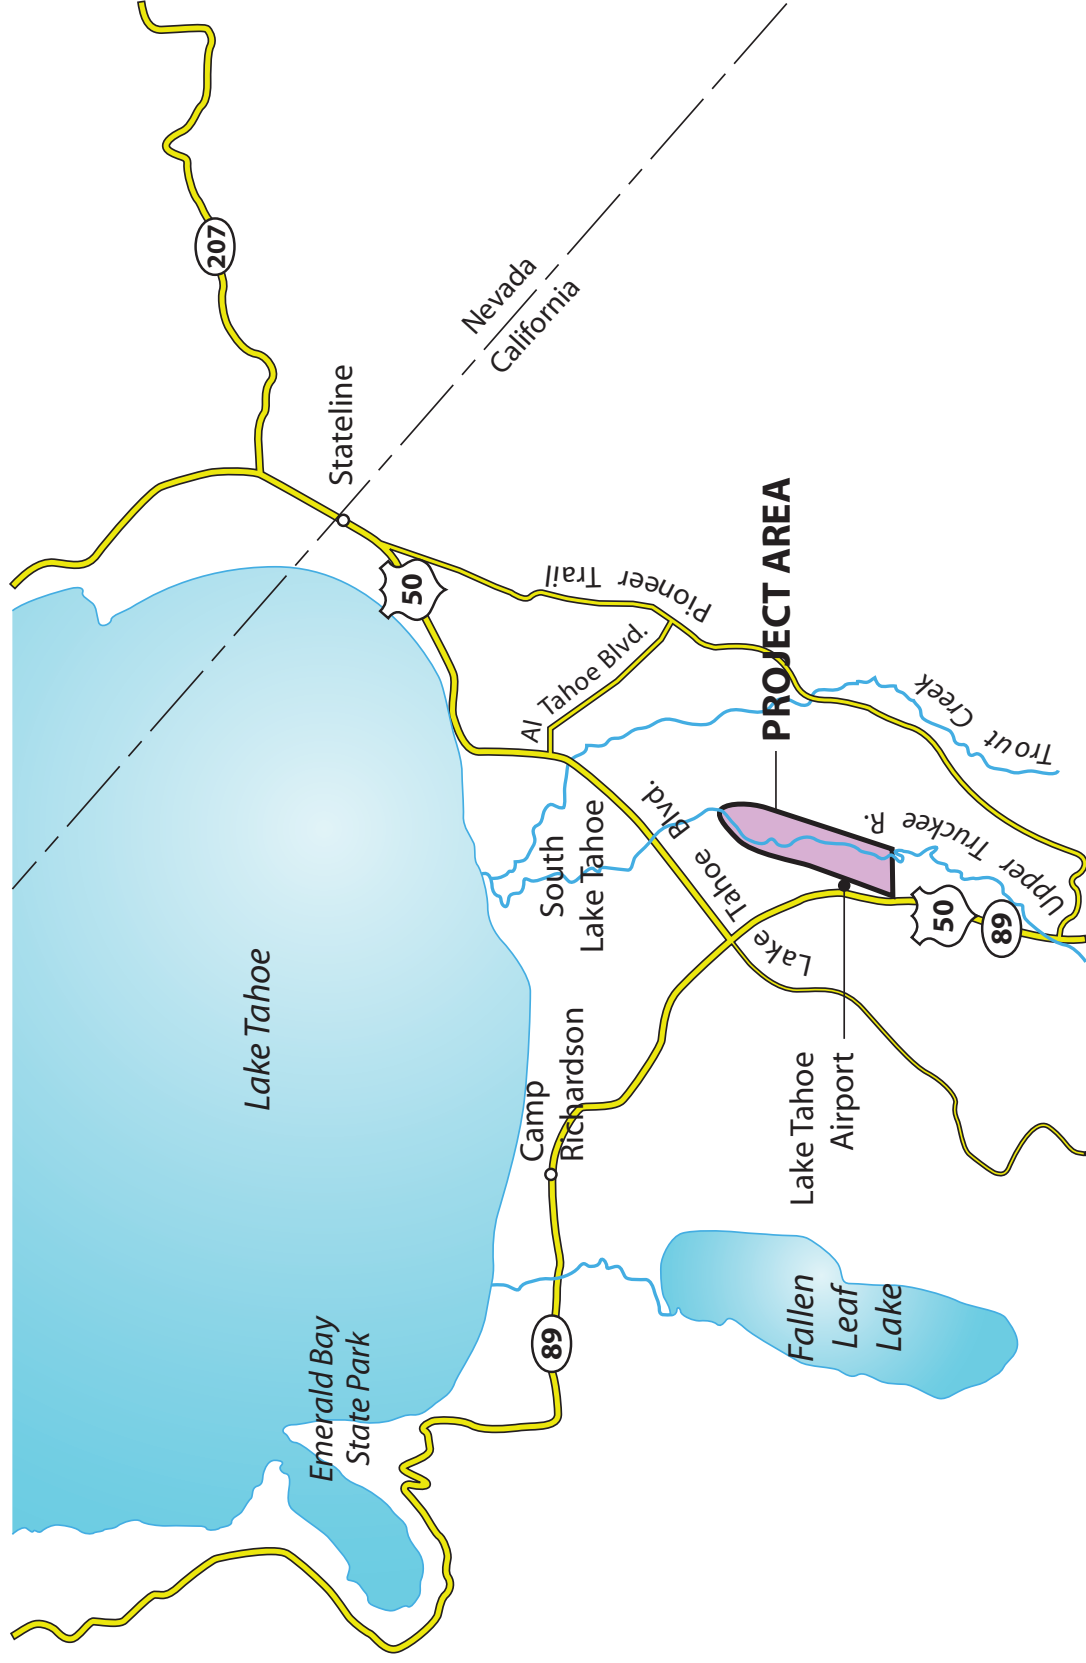 207
Nevada
California
Stateline
50
Pioneer Trail
Al Tahoe Blvd.
PROJECT AREA
Trout Creek
Lake Tahoe
South
Lake Tahoe
Lake Tahoe Blvd.
Upper Truckee R.
50
89
Camp
Richardson
Lake Tahoe
Airport
Emerald Bay
State Park
89
Fallen
Leaf
Lake